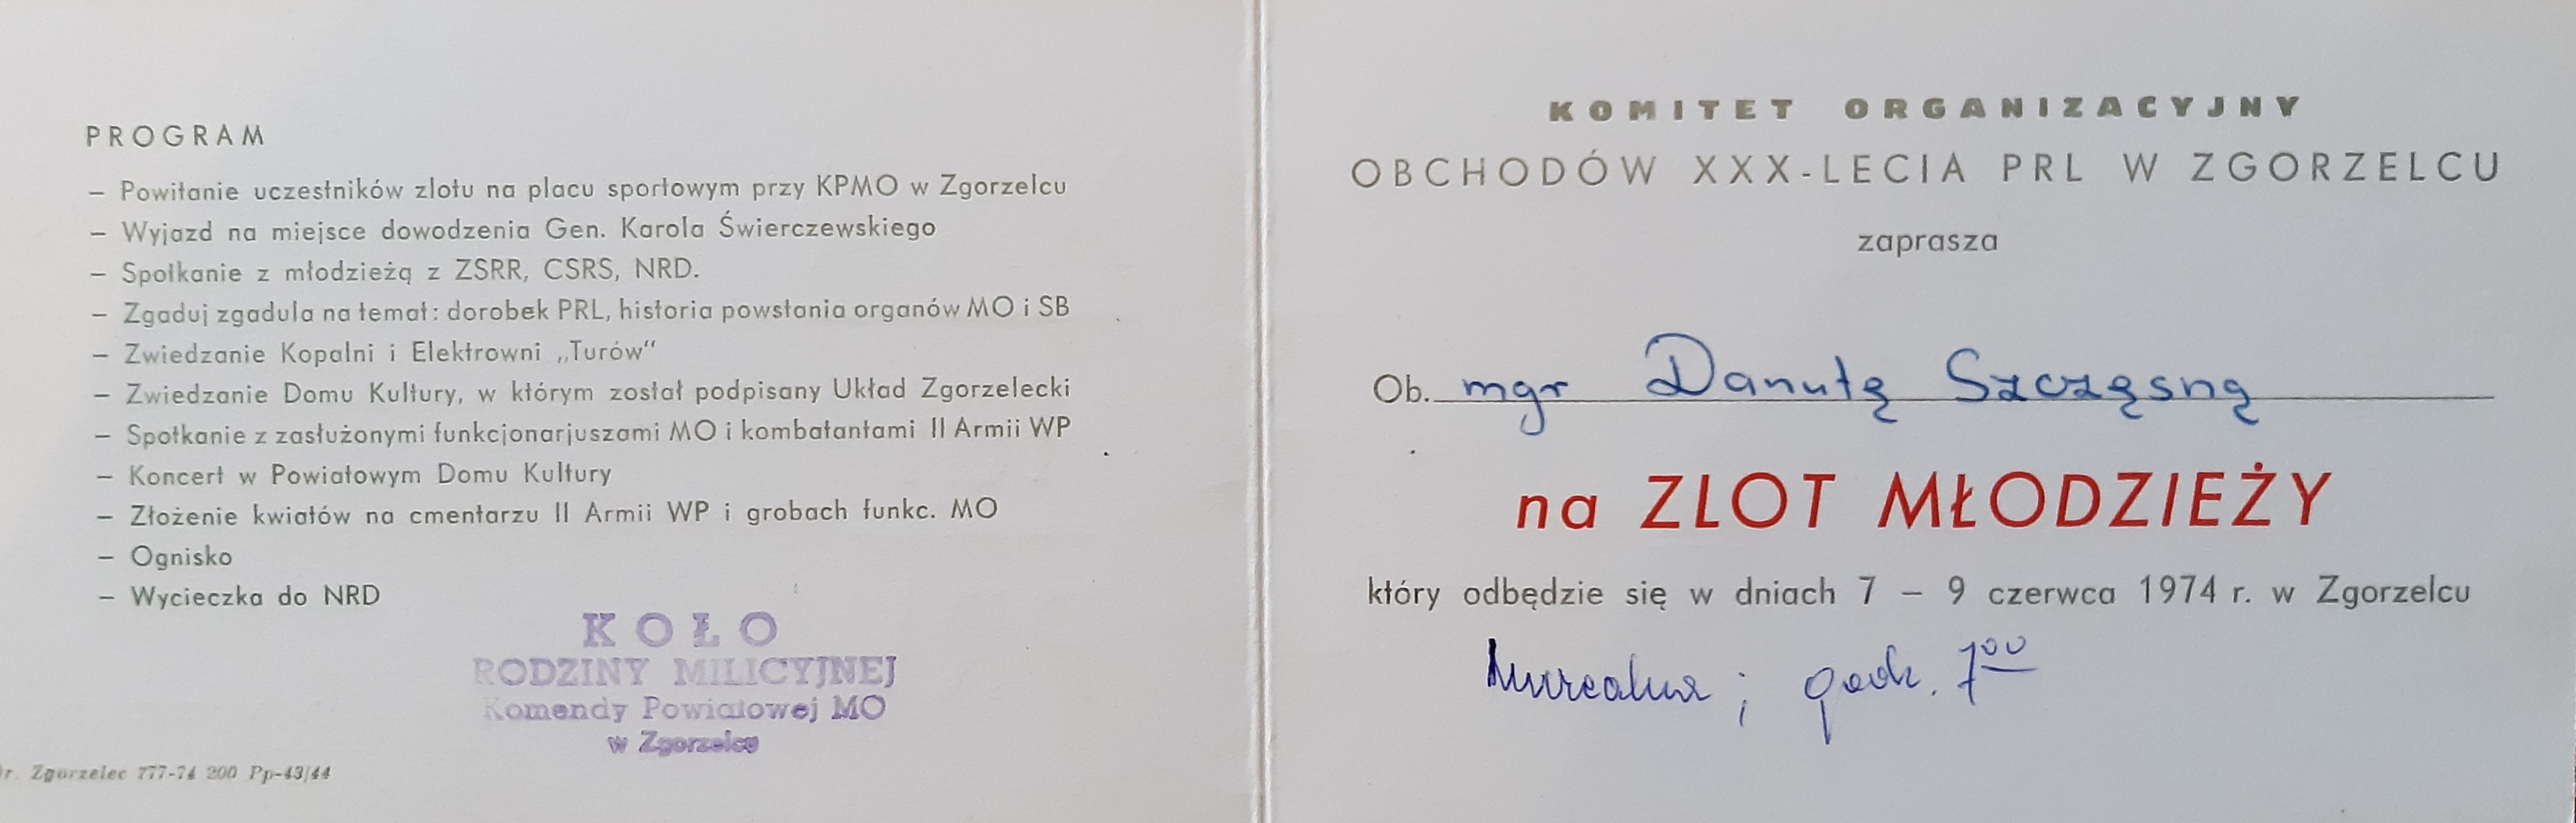 PROGRAM
– Powitanie uczestników zlotu na placu sportowym przy KPMO w Zgorzelcu
– Wyjazd na miejsce dowodzenia Gen. Karola Świerczewskiego
– Spotkanie z młodzieżą z ZSRR, CSRS, NRD.
– Zgaduj zgadula na temat: dorobek PRL, historia powstania organów MO i SB
– Zwiedzanie Kopalni i Elektrowni „Turów“
– Zwiedzanie Domu Kultury, w którym został podpisany Układ Zgorzelecki
– Spotkanie z zasłużonymi funkcjonarjuszami MO i kombatantami II Armii WP
– Koncert w Powiatowym Domu Kultury
– Złożenie kwiatów na cmentarzu II Armii WP i grobach funkc. MO
– Ognisko
– Wycieczka do NRD
KOŁO
RODZINY MILICYJNEJ
Komendy Powiatowej MO
w Zgorzelcu
Zgorzelec 777-74 200 Pp-43/44
KOMITET ORGANIZACYJNY
OBCHODÓW XXX-LECIA PRL W ZGORZELCU
zaprasza
Ob. mgr Danutę Szczęsną
na ZLOT MŁODZIEŻY
który odbędzie się w dniach 7 – 9 czerwca 1974 r. w Zgorzelcu
; godz. 7⁰⁰